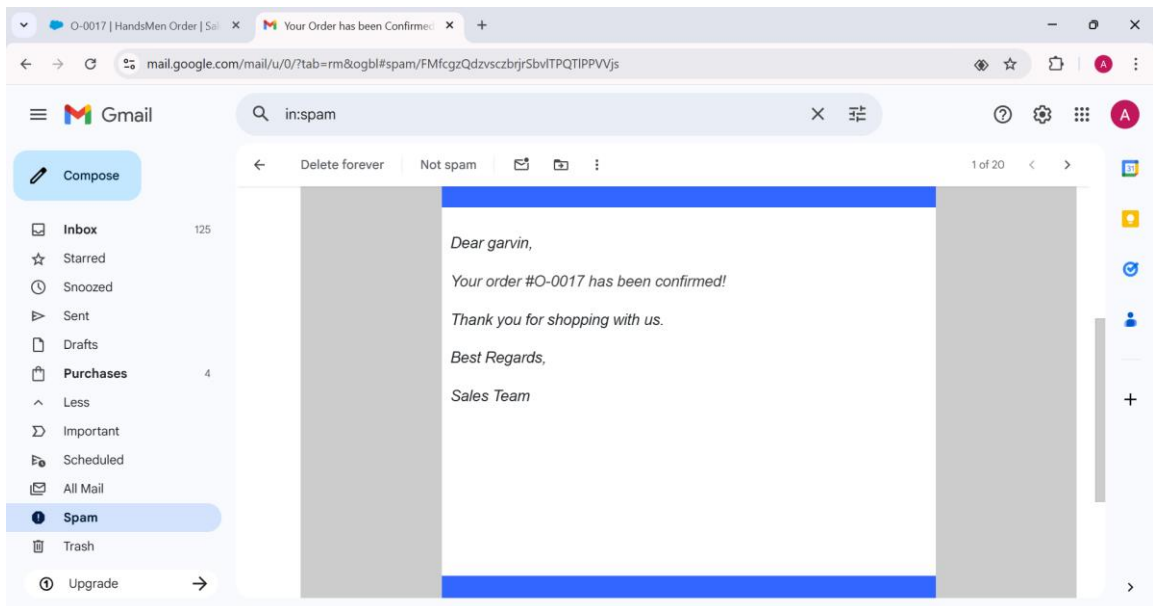 O-0017 | HandsMen Order | Sal
Your Order has been Confirmed
mail.google.com/mail/u/0/?tab=rm&ogbl#spam/FMfcgzQdzvsczbrjrSbvlTPQTlPPVVjs
A
Gmail
in:spam
A
Compose
Delete forever
Not spam
1 of 20
31
Inbox 125
Starred
Snoozed
Sent
Drafts
Purchases 4
Less
Important
Scheduled
All Mail
Spam
Trash
Upgrade
Dear garvin,
Your order #O-0017 has been confirmed!
Thank you for shopping with us.
Best Regards,
Sales Team